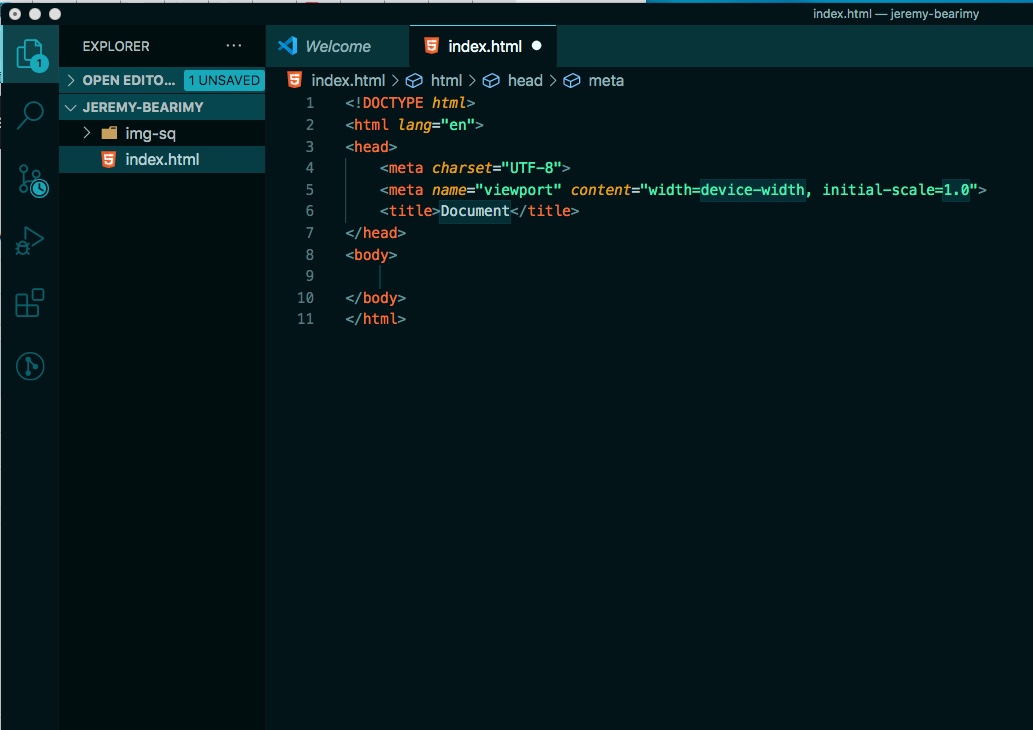 index.html — jeremy-bearimy
EXPLORER
1
OPEN EDITO... 1 UNSAVED
JEREMY-BEARIMY
img-sq
index.html
Welcome
index.html
index.html > html > head > meta
1 <!DOCTYPE html>
2 <html lang="en">
3 <head>
4 <meta charset="UTF-8">
5 <meta name="viewport" content="width=device-width, initial-scale=1.0">
6 <title>Document</title>
7 </head>
8 <body>
9
10 </body>
11 </html>